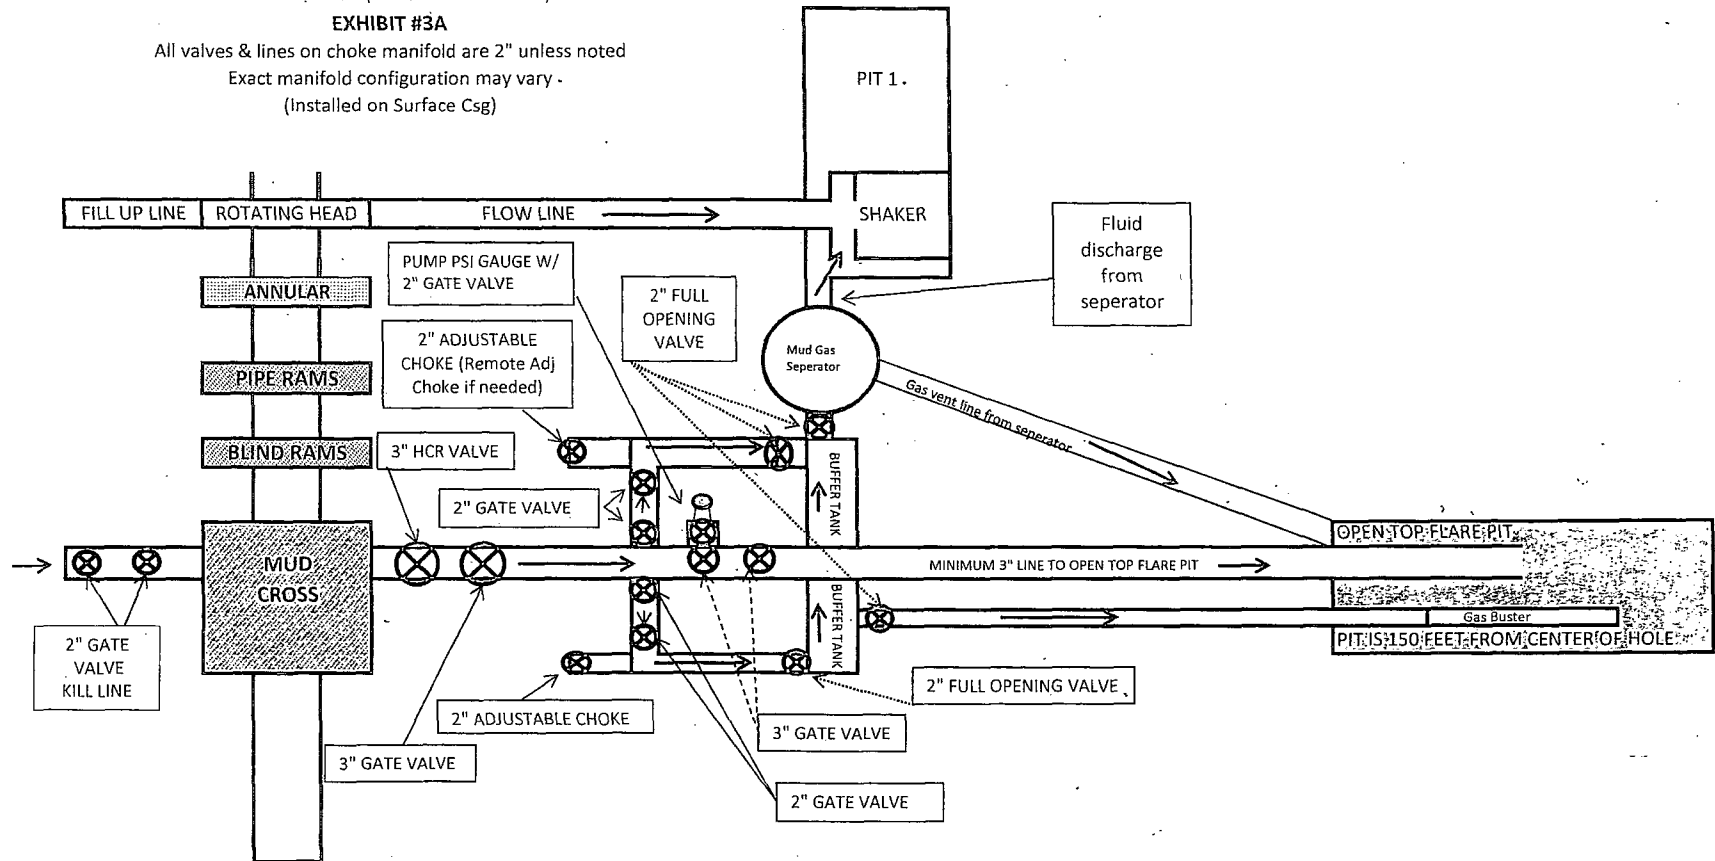 EXHIBIT #3A
All valves & lines on choke manifold are 2" unless noted
Exact manifold configuration may vary -
(Installed on Surface Csg)
PIT 1.
FILL UP LINE
ROTATING HEAD
FLOW LINE
SHAKER
Fluid
discharge
from
seperator
PUMP PSI GAUGE W/
2" GATE VALVE
ANNULAR
2" FULL
OPENING
VALVE
2" ADJUSTABLE
CHOKE (Remote Adj
Choke if needed)
Mud Gas
Seperator
PIPE RAMS
Gas vent line from seperator
BLIND RAMS
3" HCR VALVE
2" GATE VALVE
BUFFER TANK
OPEN TOP FLARE PIT
MUD
CROSS
MINIMUM 3" LINE TO OPEN TOP FLARE PIT
BUFFER TANK
Gas Buster
PIT IS 150 FEET FROM CENTER OF HOLE
2" GATE
VALVE
KILL LINE
2" FULL OPENING VALVE
2" ADJUSTABLE CHOKE
3" GATE VALVE
3" GATE VALVE
2" GATE VALVE